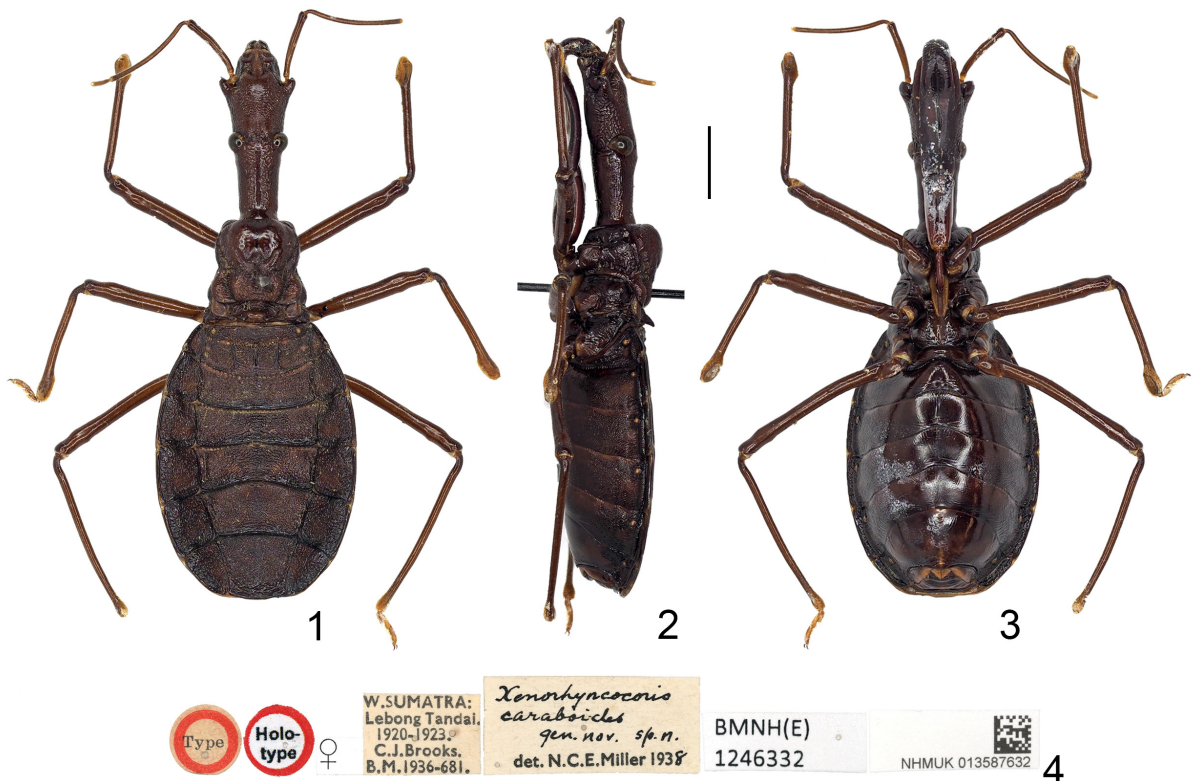 1
2
3
Type
Holo-
type
♀
W.SUMATRA:
Lebong Tandai.
1920-1923.
C.J.Brooks.
B.M.1936-681.
Xenorhyncocoris
caraboides
gen. nov. sp. n.
det. N.C.E.Miller 1938
BMNH(E)
1246332
NHMUK 013587632
4